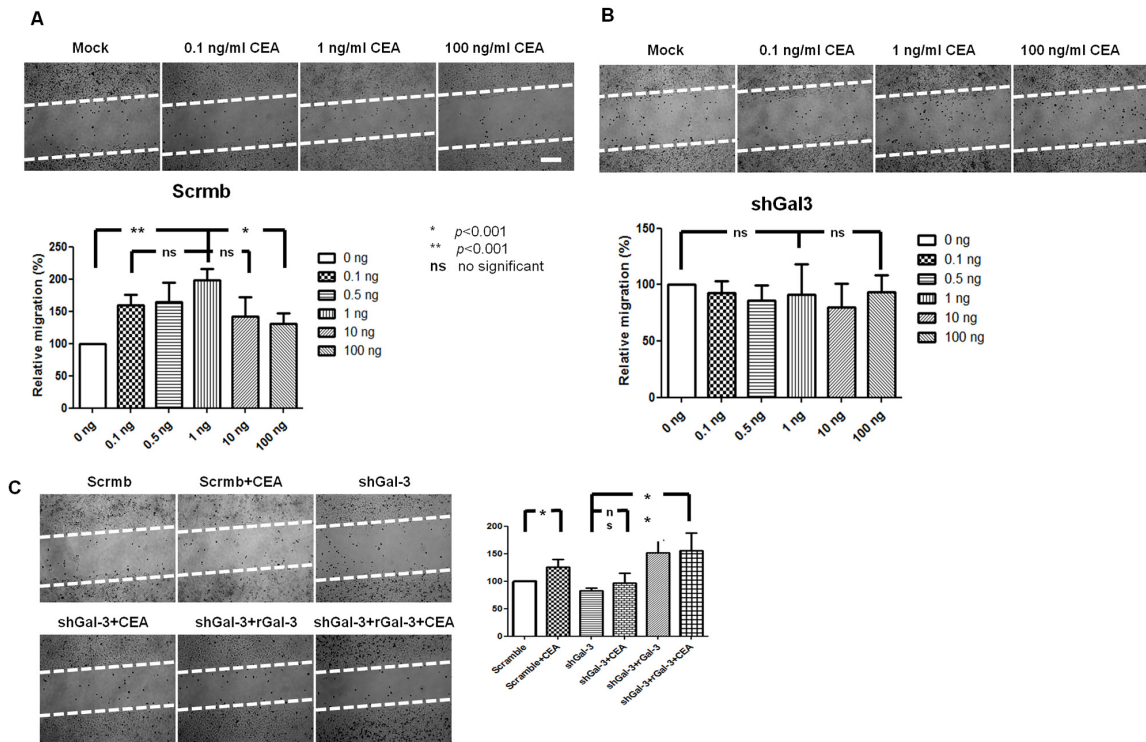 A
Mock 0.1 ng/ml CEA 1 ng/ml CEA 100 ng/ml CEA
Scrmb
Relative migration (%)
250
200
150
100
50
0
** *
ns ns
0 ng 0.1 ng 0.5 ng 1 ng 10 ng 100 ng
0 ng
0.1 ng
0.5 ng
1 ng
10 ng
100 ng
* p<0.001
** p<0.001
ns no significant
B
Mock 0.1 ng/ml CEA 1 ng/ml CEA 100 ng/ml CEA
shGal3
Relative migration (%)
150
100
50
0
ns ns
0 ng 0.1 ng 0.5 ng 1 ng 10 ng 100 ng
0 ng
0.1 ng
0.5 ng
1 ng
10 ng
100 ng
C
Scrmb Scrmb+CEA shGal-3
shGal-3+CEA shGal-3+rGal-3 shGal-3+rGal-3+CEA
200
150
100
50
0
*
n
s
*
*
Scramble Scramble+CEA shGal-3 shGal-3+CEA shGal-3+rGal-3 shGal-3+rGal-3+CEA